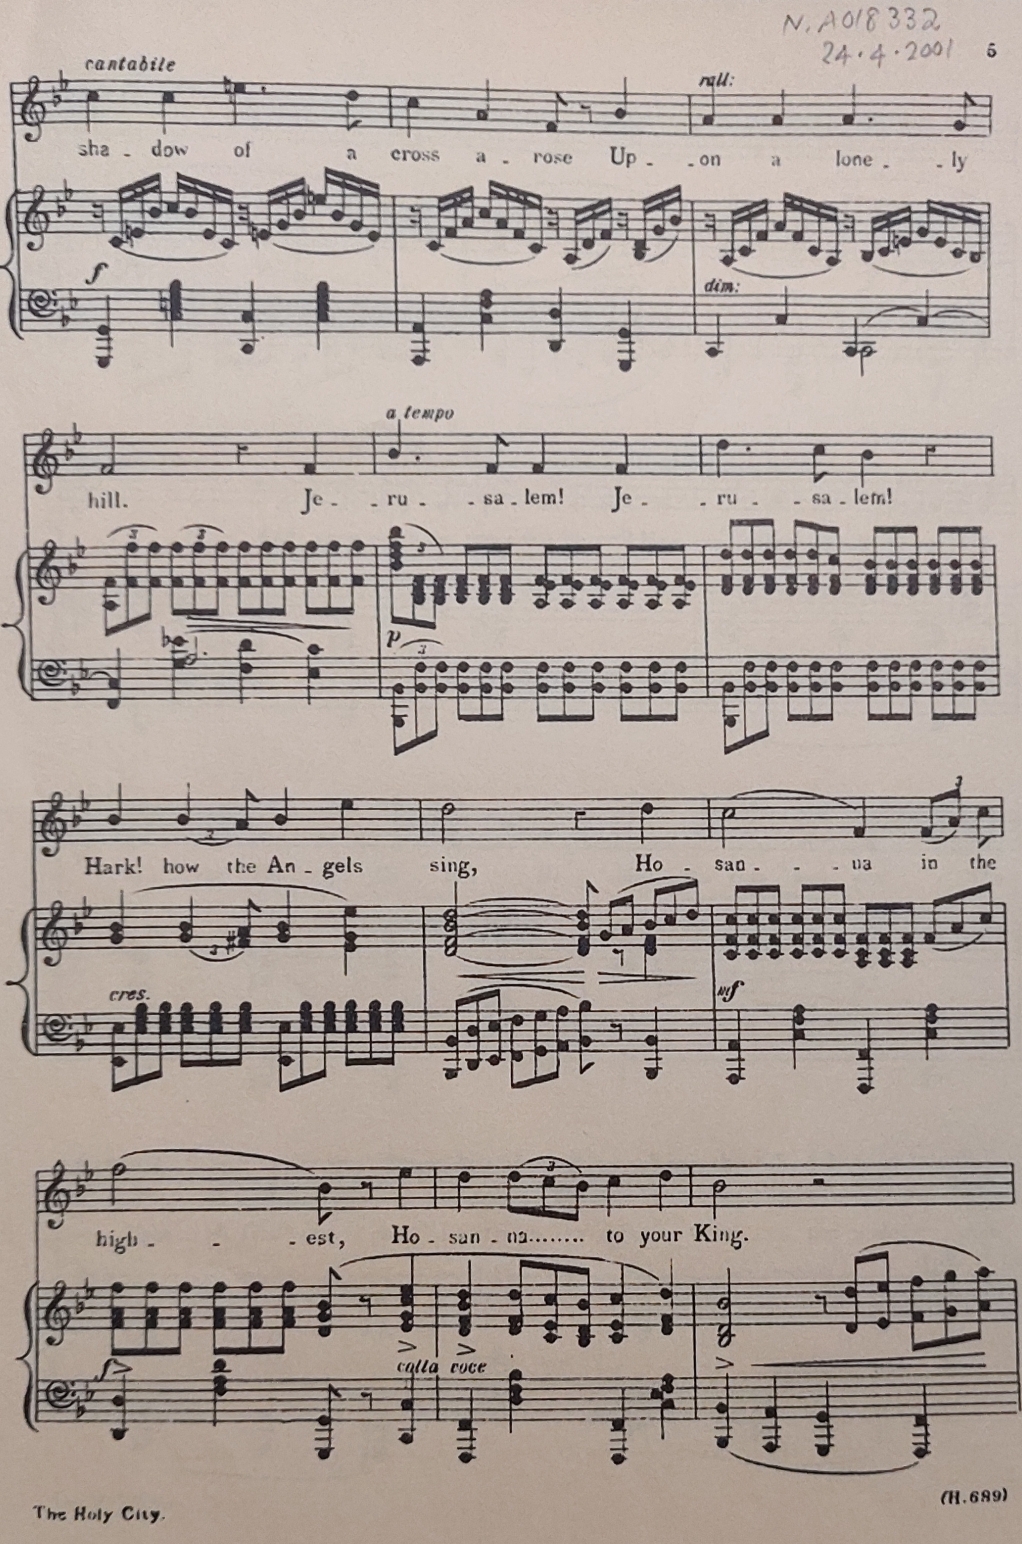 N. A018332
24.4.2001
5
cantabile
rall:
sha - dow of a cross a - rose Up - - on a lone - - ly
f
dim:
a tempo
hill. Je - - ru - - sa - lem! Je - - ru - - sa - lem!
3 3 3
p
3
3
Hark! how the An - gels sing, Ho - san - - - na in the
3
3
cres.
mf
3
high - - - est, Ho - san - na........ to your King.
f
colla voce
The Holy City.
(H.689)